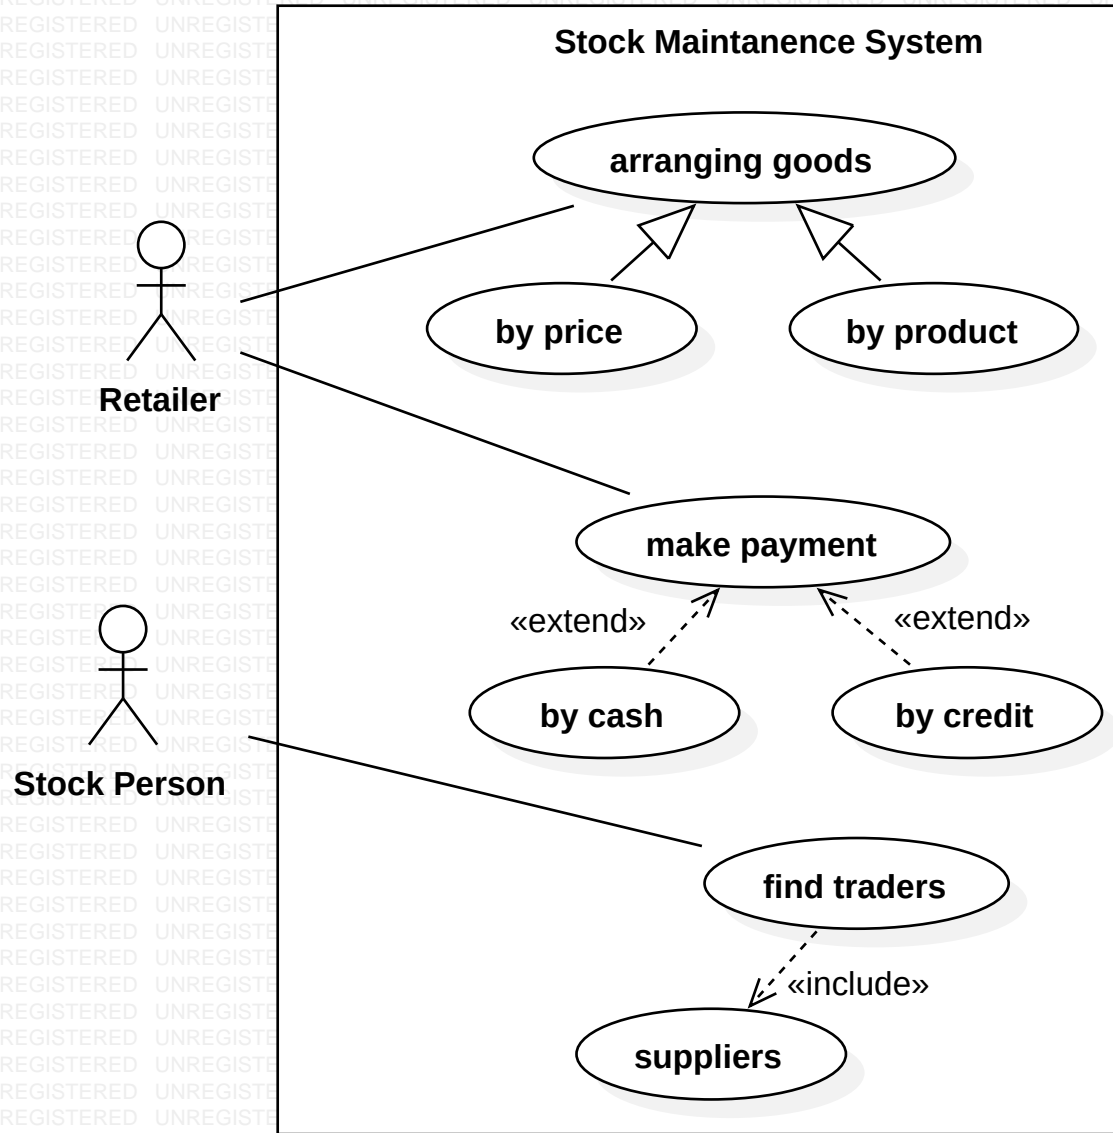 Stock Maintanence System
arranging goods
by price
by product
Retailer
make payment
«extend»
«extend»
by cash
by credit
Stock Person
find traders
«include»
suppliers
UNREGISTERED